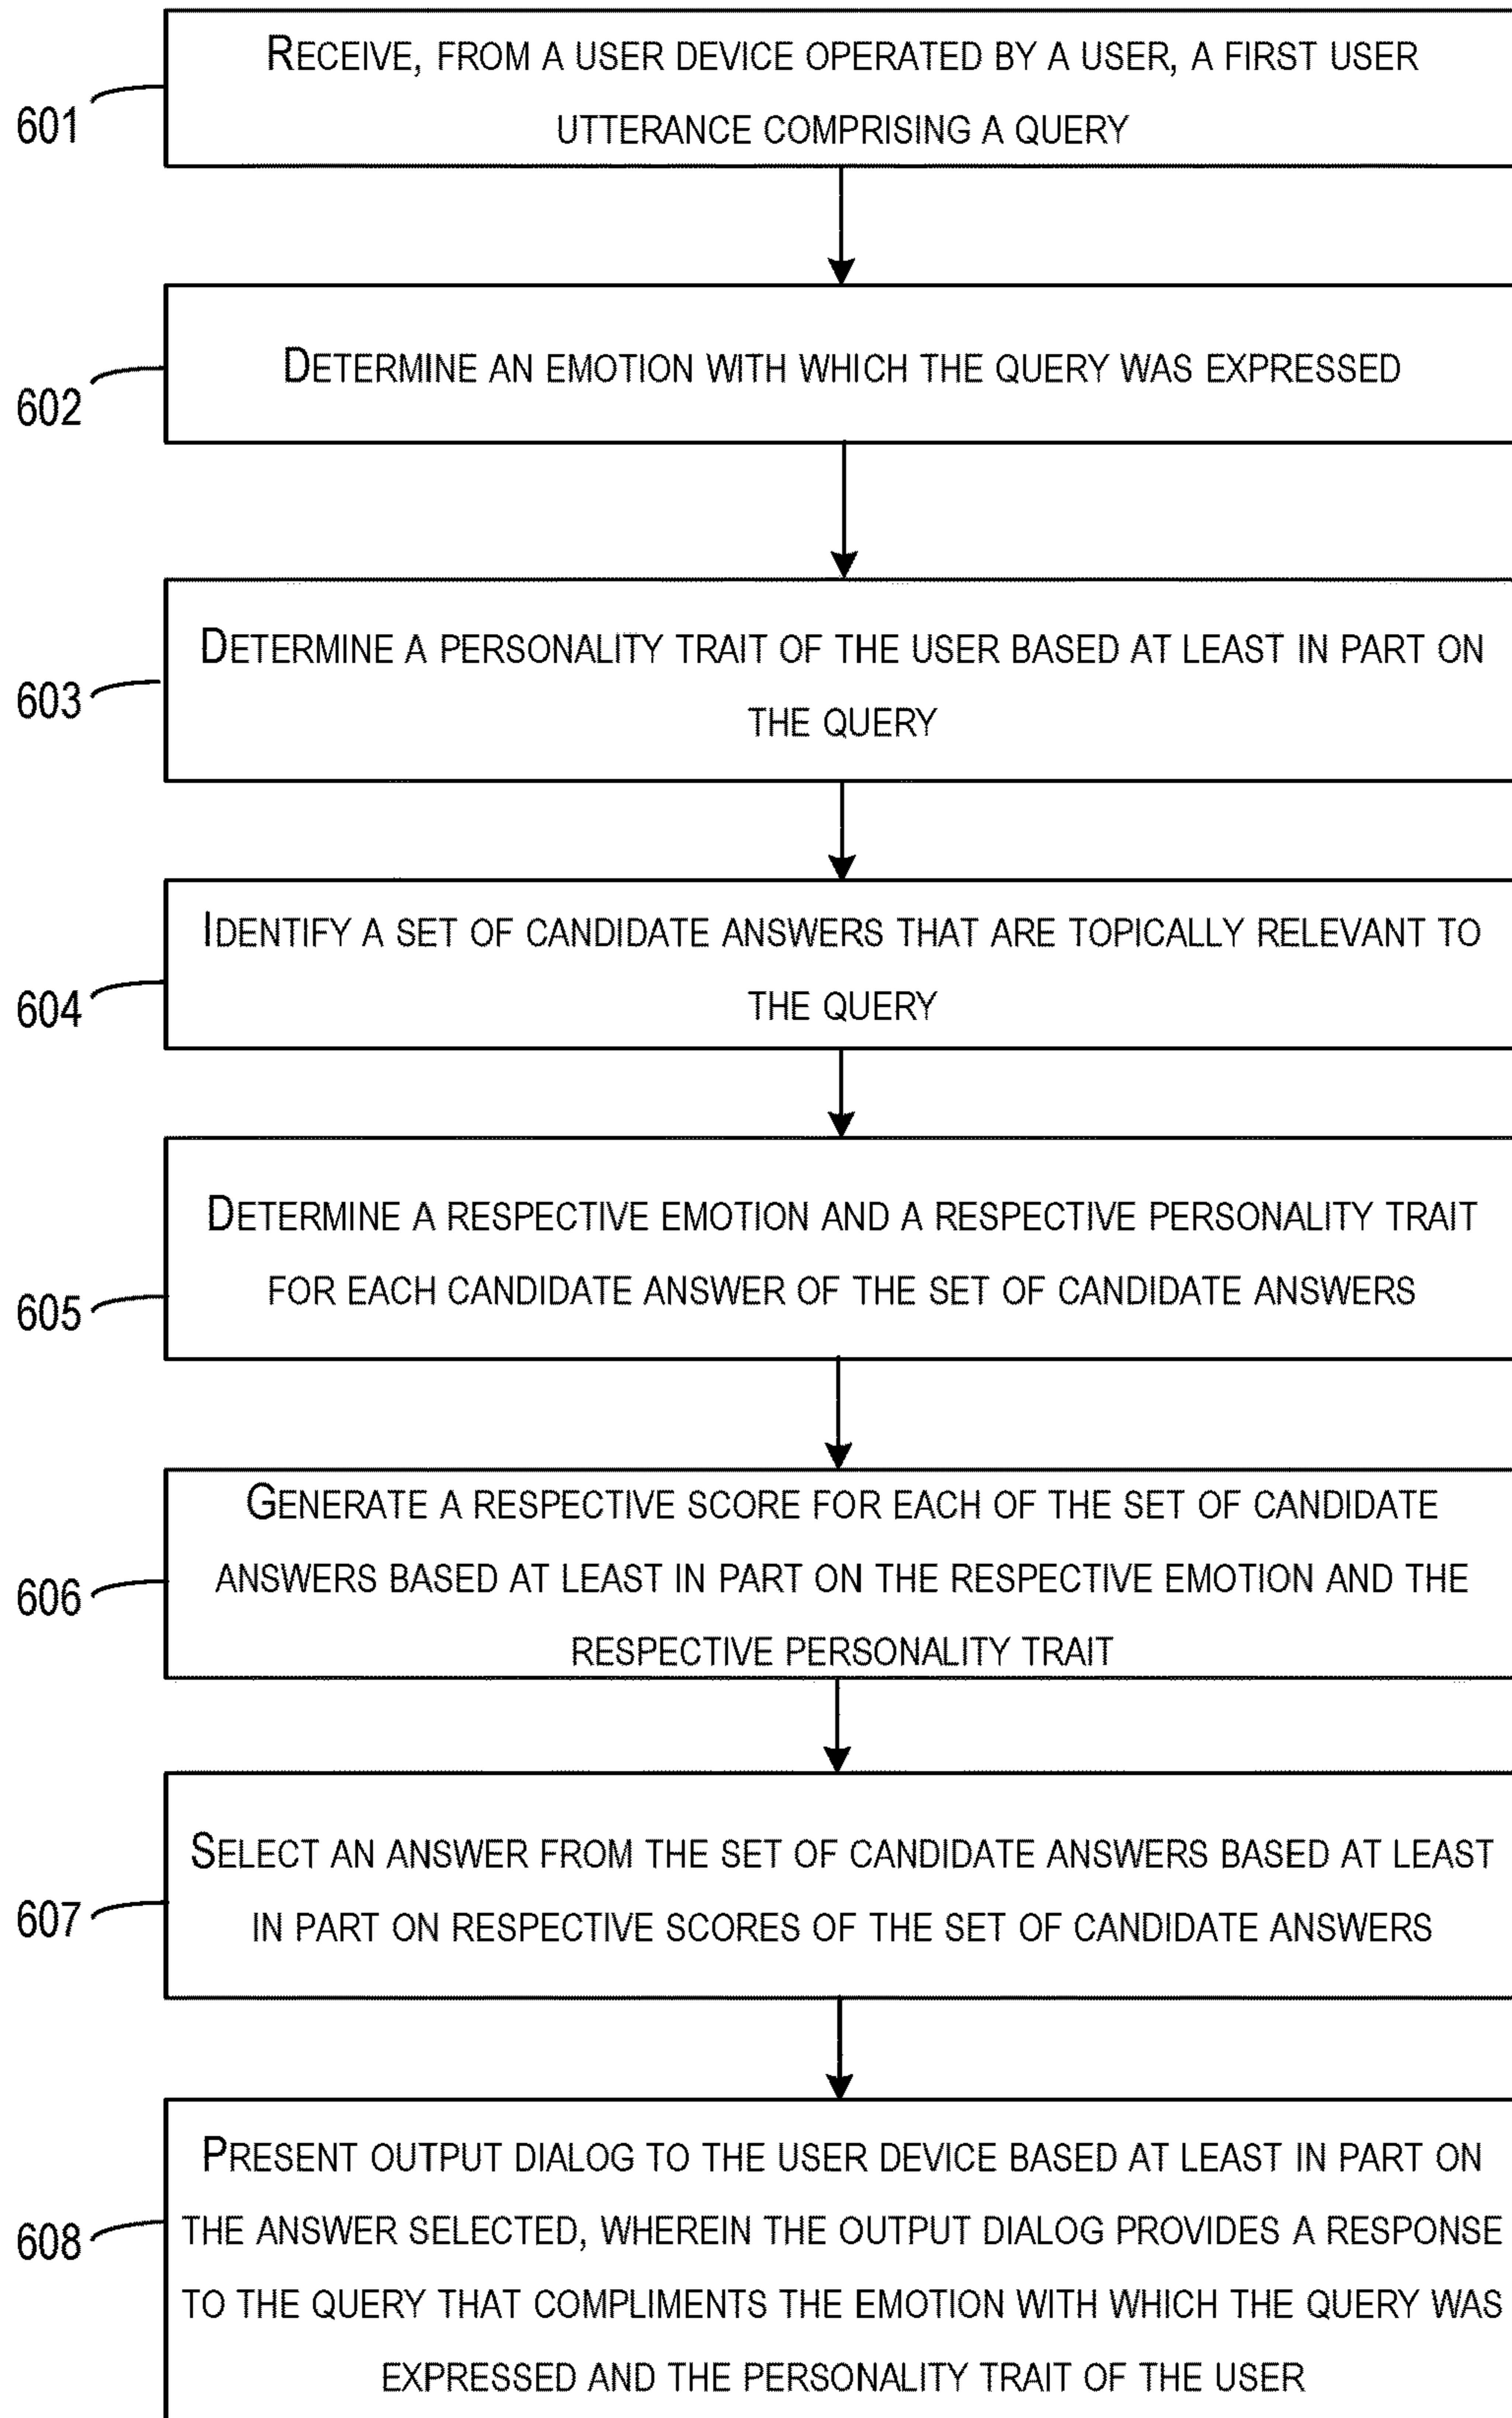 RECEIVE, FROM A USER DEVICE OPERATED BY A USER, A FIRST USER
UTTERANCE COMPRISING A QUERY
601
DETERMINE AN EMOTION WITH WHICH THE QUERY WAS EXPRESSED
602
DETERMINE A PERSONALITY TRAIT OF THE USER BASED AT LEAST IN PART ON
THE QUERY
603
IDENTIFY A SET OF CANDIDATE ANSWERS THAT ARE TOPICALLY RELEVANT TO
THE QUERY
604
DETERMINE A RESPECTIVE EMOTION AND A RESPECTIVE PERSONALITY TRAIT
FOR EACH CANDIDATE ANSWER OF THE SET OF CANDIDATE ANSWERS
605
GENERATE A RESPECTIVE SCORE FOR EACH OF THE SET OF CANDIDATE
ANSWERS BASED AT LEAST IN PART ON THE RESPECTIVE EMOTION AND THE
RESPECTIVE PERSONALITY TRAIT
606
SELECT AN ANSWER FROM THE SET OF CANDIDATE ANSWERS BASED AT LEAST
IN PART ON RESPECTIVE SCORES OF THE SET OF CANDIDATE ANSWERS
607
PRESENT OUTPUT DIALOG TO THE USER DEVICE BASED AT LEAST IN PART ON
THE ANSWER SELECTED, WHEREIN THE OUTPUT DIALOG PROVIDES A RESPONSE
TO THE QUERY THAT COMPLIMENTS THE EMOTION WITH WHICH THE QUERY WAS
EXPRESSED AND THE PERSONALITY TRAIT OF THE USER
608